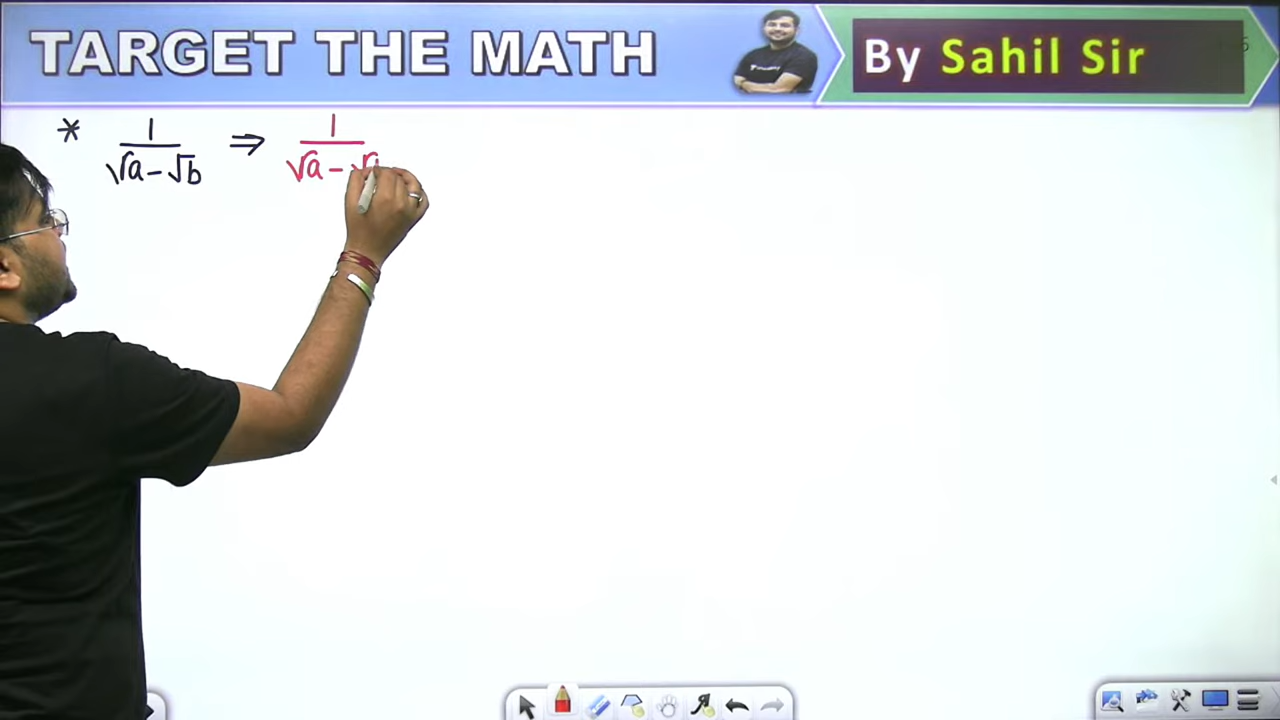 TARGET THE MATH
By Sahil Sir
* 1/(√a-√b) ⇒ 1/(√a-√